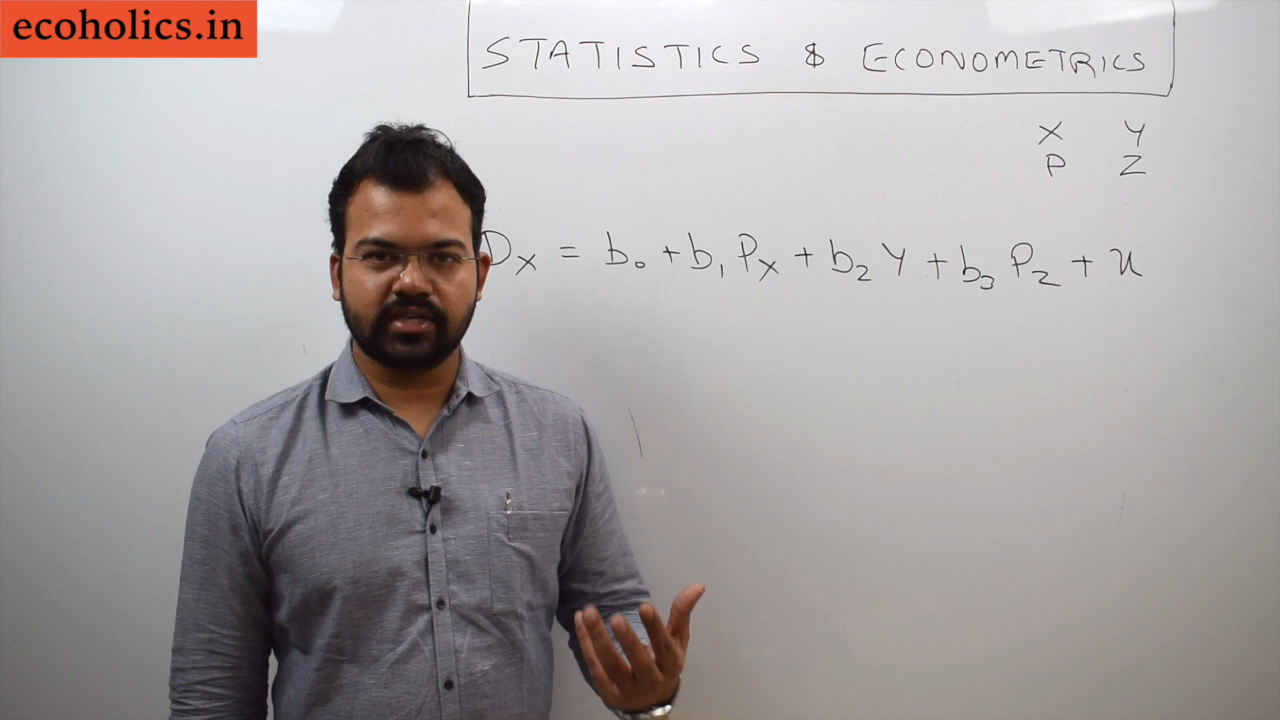 ecoholics.in
STATISTICS & ECONOMETRICS
X Y
P Z
Dx = b₀ + b₁ Px + b₂ Y + b₃ Pz + u